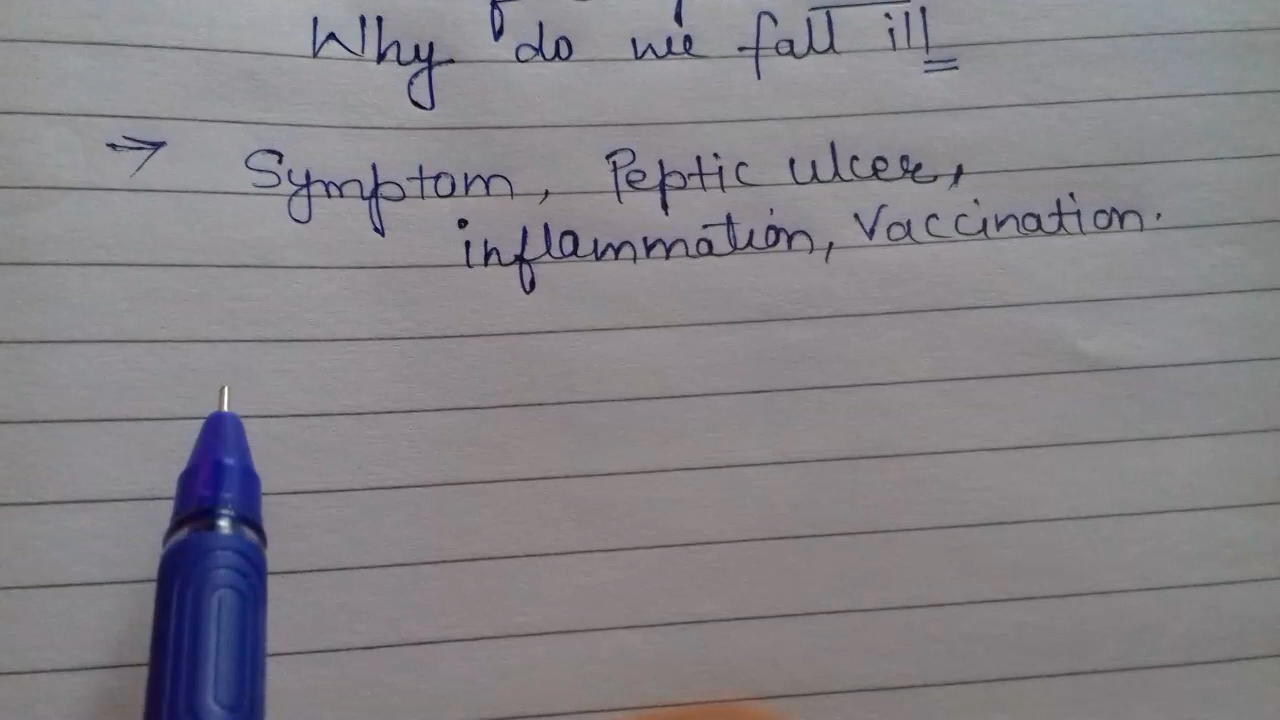 Why do we fall ill
→ Symptom, Peptic ulcer,
inflammation, Vaccination.